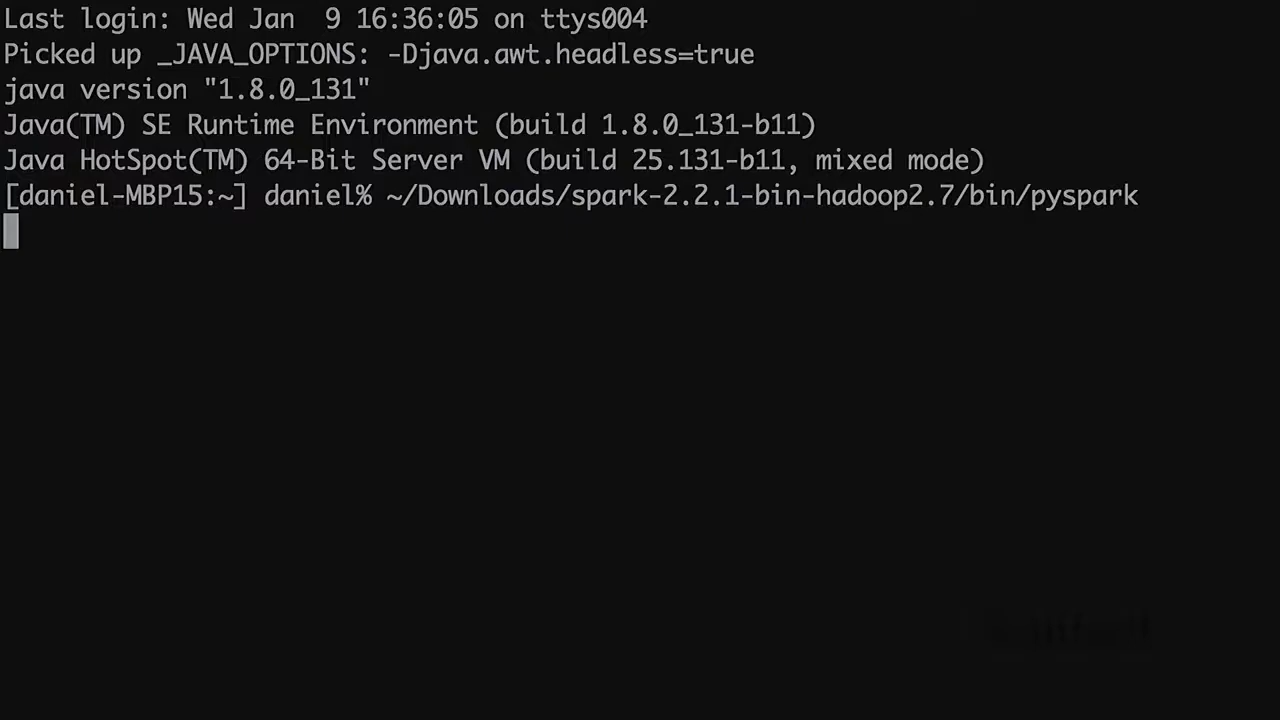 Last login: Wed Jan  9 16:36:05 on ttys004
Picked up _JAVA_OPTIONS: -Djava.awt.headless=true
java version "1.8.0_131"
Java(TM) SE Runtime Environment (build 1.8.0_131-b11)
Java HotSpot(TM) 64-Bit Server VM (build 25.131-b11, mixed mode)
[daniel-MBP15:~] daniel% ~/Downloads/spark-2.2.1-bin-hadoop2.7/bin/pyspark